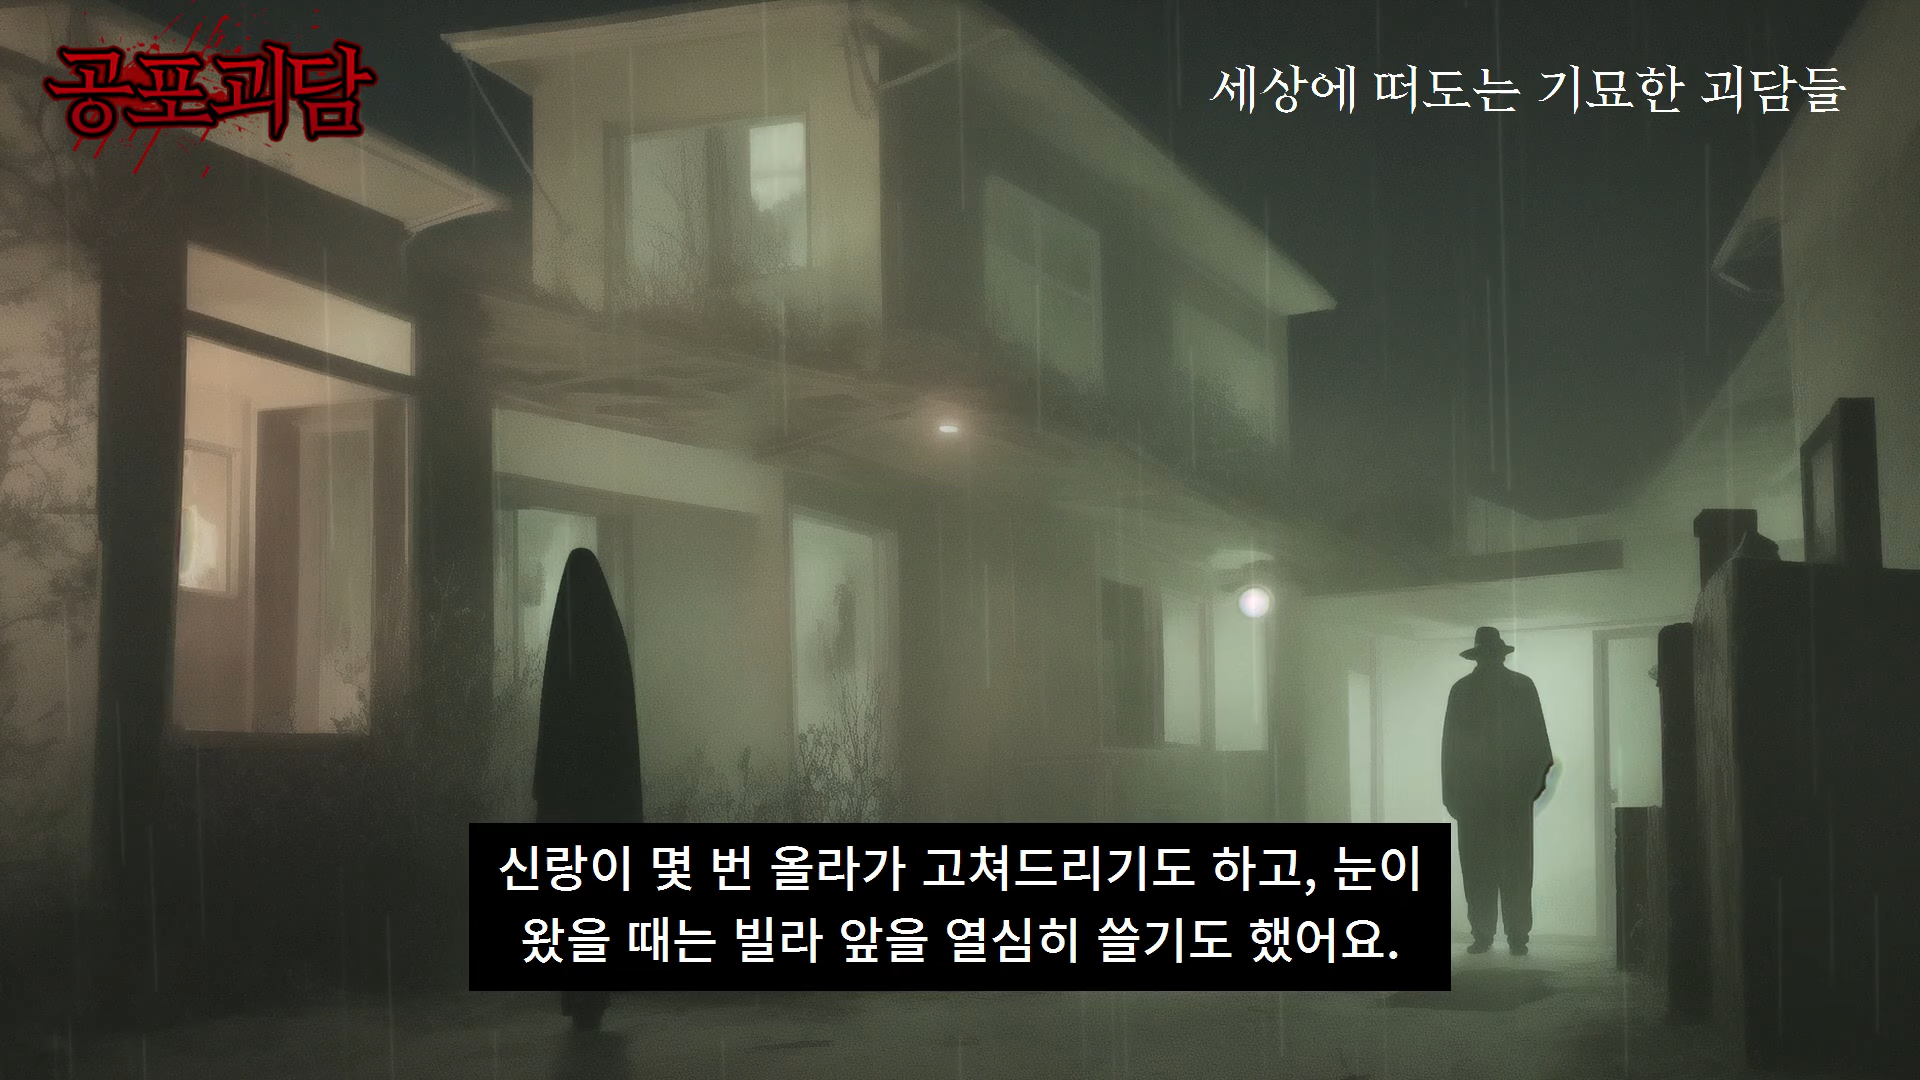 공포괴담
세상에 떠도는 기묘한 괴담들
신랑이 몇 번 올라가 고쳐드리기도 하고, 눈이
왔을 때는 빌라 앞을 열심히 쓸기도 했어요.